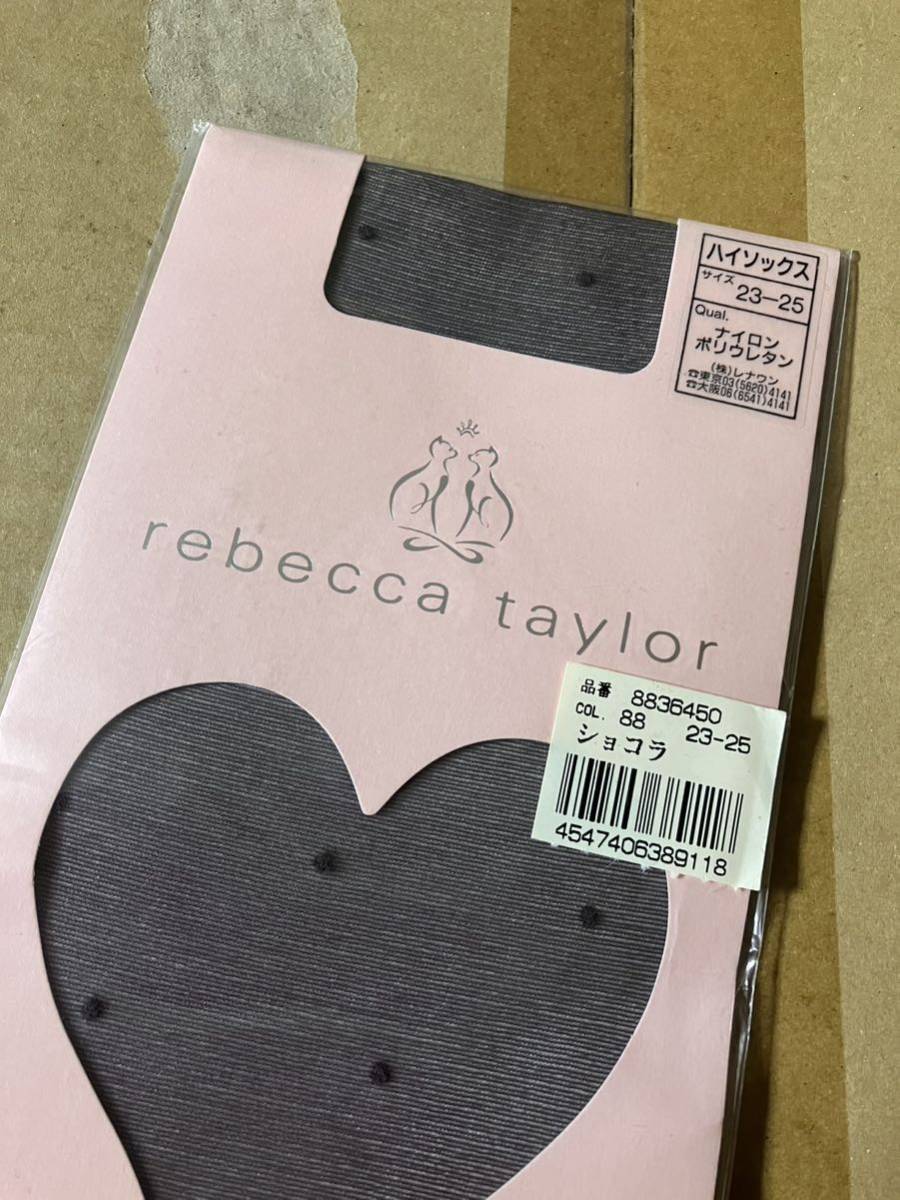 ハイソックス
サイズ 23−25
Qual.
ナイロン
ポリウレタン
(株)レナウン
☎東京03(5620)4141
☎大阪06(6541)4141
rebecca taylor
品番 8836450
COL. 88 23-25
ショコラ
4547406389118